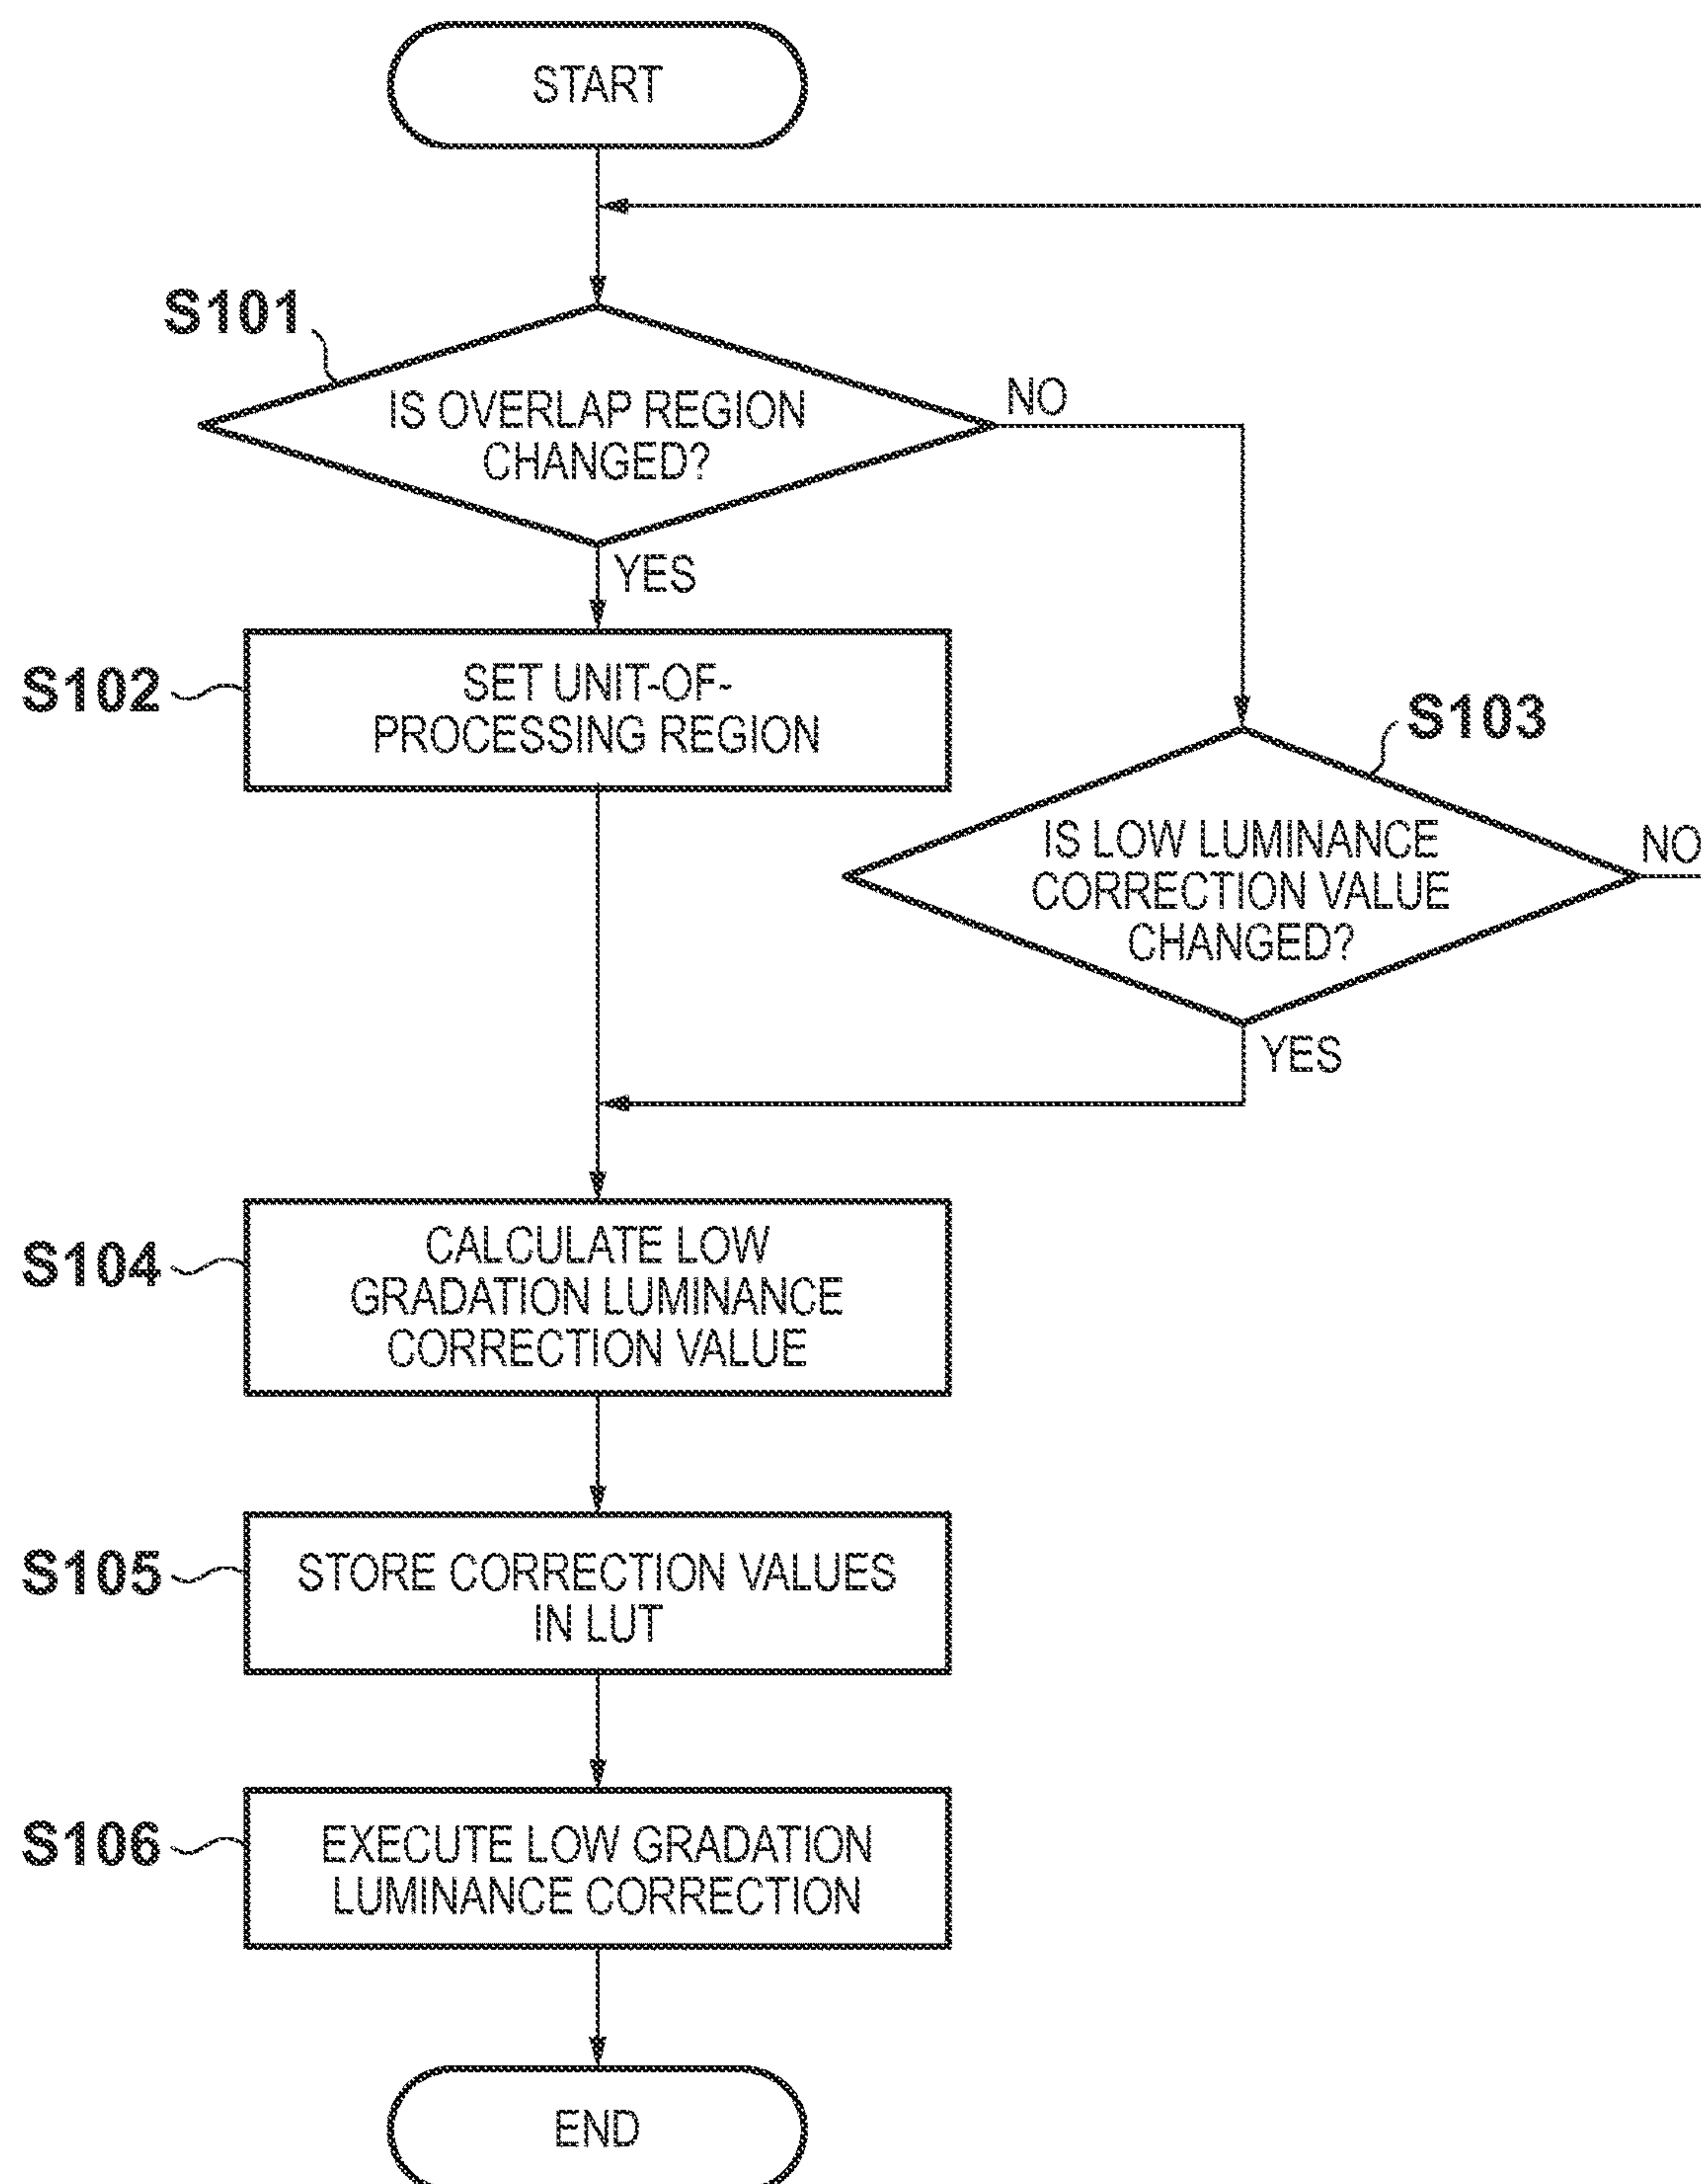 START
S101
IS OVERLAP REGION
CHANGED?
NO
YES
S102
SET UNIT-OF-
PROCESSING REGION
S103
IS LOW LUMINANCE
CORRECTION VALUE
CHANGED?
NO
YES
S104
CALCULATE LOW
GRADATION LUMINANCE
CORRECTION VALUE
S105
STORE CORRECTION VALUES
IN LUT
S106
EXECUTE LOW GRADATION
LUMINANCE CORRECTION
END